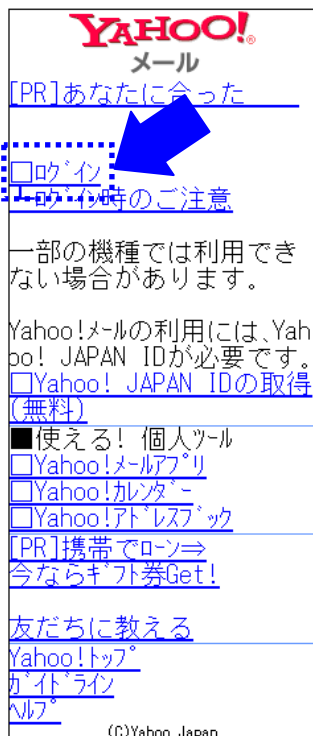 YAHOO!
メール
[PR]あなたに合った
□ﾛｸﾞｲﾝ
┗ﾛｸﾞｲﾝ時のご注意
一部の機種では利用でき
ない場合があります。
Yahoo!ﾒｰﾙの利用には､Yah
oo! JAPAN IDが必要です。
□Yahoo! JAPAN IDの取得
(無料)
■使える! 個人ﾂｰﾙ
□Yahoo!ﾒｰﾙｱﾌﾟﾘ
□Yahoo!ｶﾚﾝﾀﾞｰ
□Yahoo!ｱﾄﾞﾚｽﾌﾞｯｸ
[PR]携帯でﾛｰﾝ⇒
今ならｷﾞﾌﾄ券Get!
友だちに教える
Yahoo!ﾄｯﾌﾟ
ｶﾞｲﾄﾞﾗｲﾝ
ﾍﾙﾌﾟ
(C)Yahoo Japan